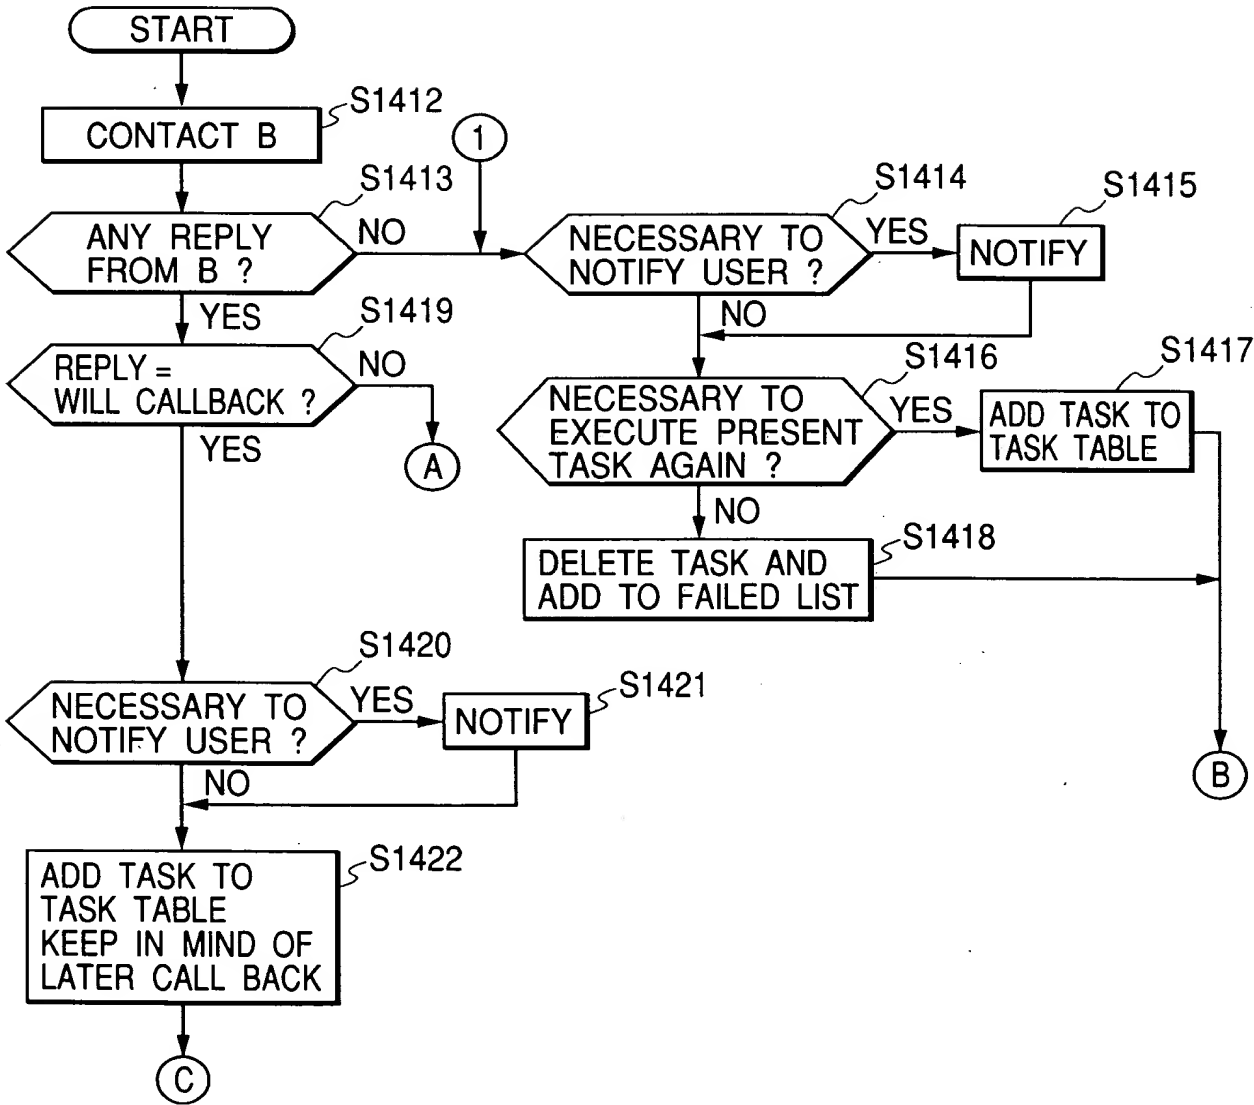 START
S1412
CONTACT B
1
S1413
ANY REPLY
FROM B ?
NO
YES
S1414
NECESSARY TO
NOTIFY USER ?
YES
NO
S1415
NOTIFY
S1419
REPLY =
WILL CALLBACK ?
NO
YES
A
S1416
NECESSARY TO
EXECUTE PRESENT
TASK AGAIN ?
YES
NO
S1417
ADD TASK TO
TASK TABLE
S1418
DELETE TASK AND
ADD TO FAILED LIST
S1420
NECESSARY TO
NOTIFY USER ?
YES
NO
S1421
NOTIFY
B
S1422
ADD TASK TO
TASK TABLE
KEEP IN MIND OF
LATER CALL BACK
C